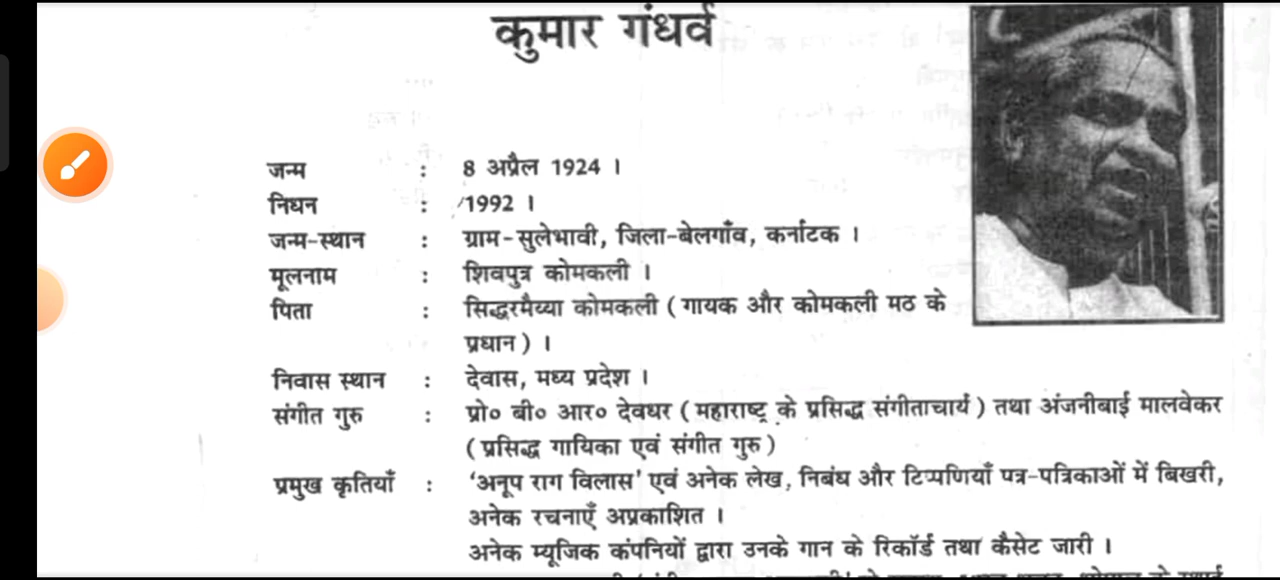 कुमार गंधर्व
जन्म : 8 अप्रैल 1924 ।
निधन : 1992 ।
जन्म-स्थान : ग्राम-सुलेभावी, जिला-बेलगाँव, कर्नाटक ।
मूलनाम : शिवपुत्र कोमकली ।
पिता : सिद्धरमैय्या कोमकली ( गायक और कोमकली मठ के
प्रधान ) ।
निवास स्थान : देवास, मध्य प्रदेश ।
संगीत गुरु : प्रो० बी० आर० देवधर ( महाराष्ट्र के प्रसिद्ध संगीताचार्य ) तथा अंजनीबाई मालवेकर
( प्रसिद्ध गायिका एवं संगीत गुरु )
प्रमुख कृतियाँ : 'अनूप राग विलास' एवं अनेक लेख, निबंध और टिप्पणियाँ पत्र-पत्रिकाओं में बिखरी,
अनेक रचनाएँ अप्रकाशित ।
अनेक म्यूजिक कंपनियों द्वारा उनके गान के रिकॉर्ड तथा कैसेट जारी ।